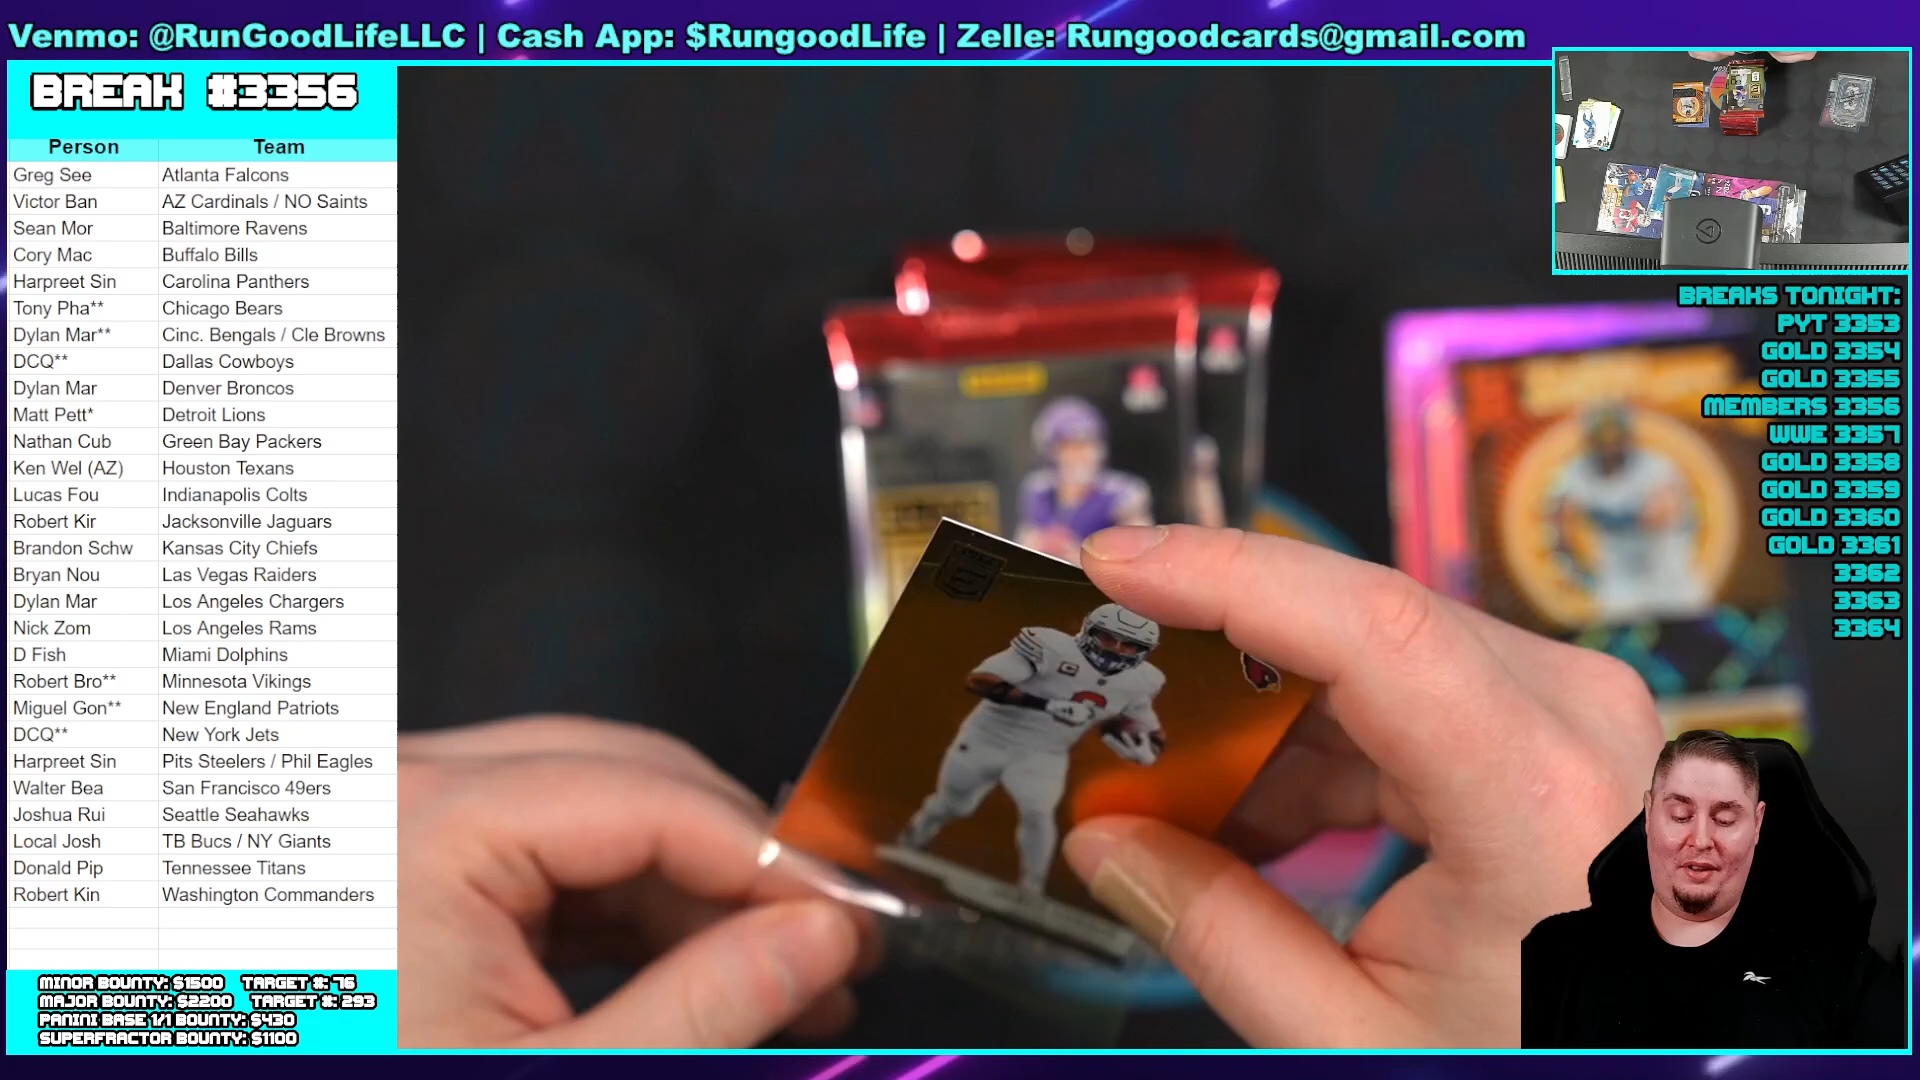 Venmo: @RunGoodLifeLLC | Cash App: $RungoodLife | Zelle: Rungoodcards@gmail.com
BREAK #3356
Person Team
Greg See Atlanta Falcons
Victor Ban AZ Cardinals / NO Saints
Sean Mor Baltimore Ravens
Cory Mac Buffalo Bills
Harpreet Sin Carolina Panthers
Tony Pha** Chicago Bears
Dylan Mar** Cinc. Bengals / Cle Browns
DCQ** Dallas Cowboys
Dylan Mar Denver Broncos
Matt Pett* Detroit Lions
Nathan Cub Green Bay Packers
Ken Wel (AZ) Houston Texans
Lucas Fou Indianapolis Colts
Robert Kir Jacksonville Jaguars
Brandon Schw Kansas City Chiefs
Bryan Nou Las Vegas Raiders
Dylan Mar Los Angeles Chargers
Nick Zom Los Angeles Rams
D Fish Miami Dolphins
Robert Bro** Minnesota Vikings
Miguel Gon** New England Patriots
DCQ** New York Jets
Harpreet Sin Pits Steelers / Phil Eagles
Walter Bea San Francisco 49ers
Joshua Rui Seattle Seahawks
Local Josh TB Bucs / NY Giants
Donald Pip Tennessee Titans
Robert Kin Washington Commanders
MINOR BOUNTY: $1500 TARGET #: 76
MAJOR BOUNTY: $2200 TARGET #: 293
PANINI BASE 1/1 BOUNTY: $430
SUPERFRACTOR BOUNTY: $1100
BREAKS TONIGHT:
PYT 3353
GOLD 3354
GOLD 3355
MEMBERS 3356
WWE 3357
GOLD 3358
GOLD 3359
GOLD 3360
GOLD 3361
3362
3363
3364